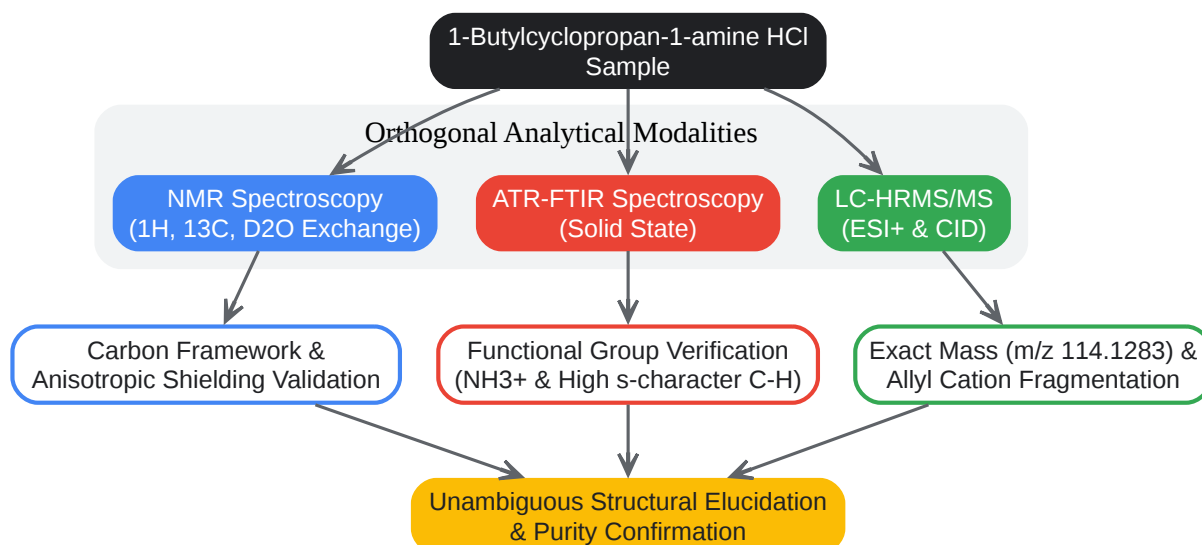 1-Butylcyclopropan-1-amine HCl
Sample
Orthogonal Analytical Modalities
NMR Spectroscopy
(1H, 13C, D2O Exchange)
ATR-FTIR Spectroscopy
(Solid State)
LC-HRMS/MS
(ESI+ & CID)
Carbon Framework &
Anisotropic Shielding Validation
Functional Group Verification
(NH3+ & High s-character C-H)
Exact Mass (m/z 114.1283) &
Allyl Cation Fragmentation
Unambiguous Structural Elucidation
& Purity Confirmation